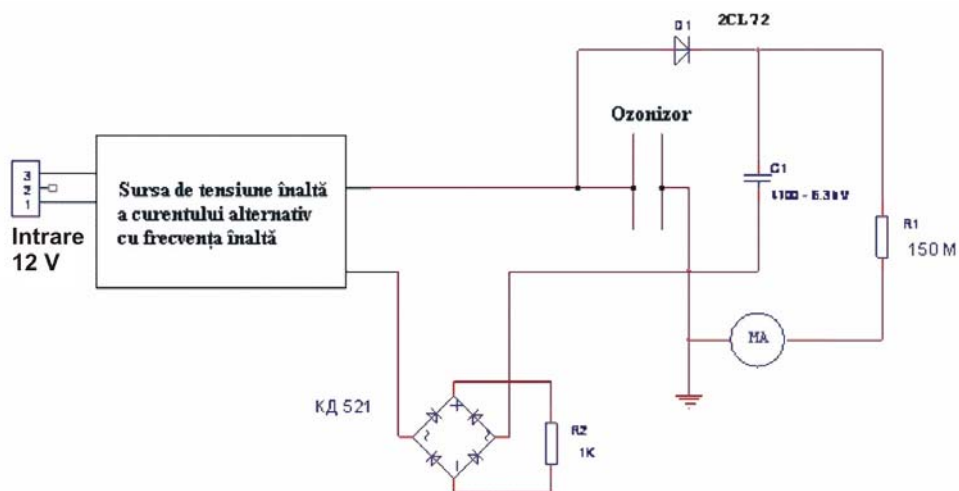 2CL72
D1
Ozonizor
3
2
1
Sursa de tensiune înaltă
a curentului alternativ
cu frecvența înaltă
Intrare
12 V
C1
R1
150 M
MA
КД 521
+
~
~
−
R2
1K